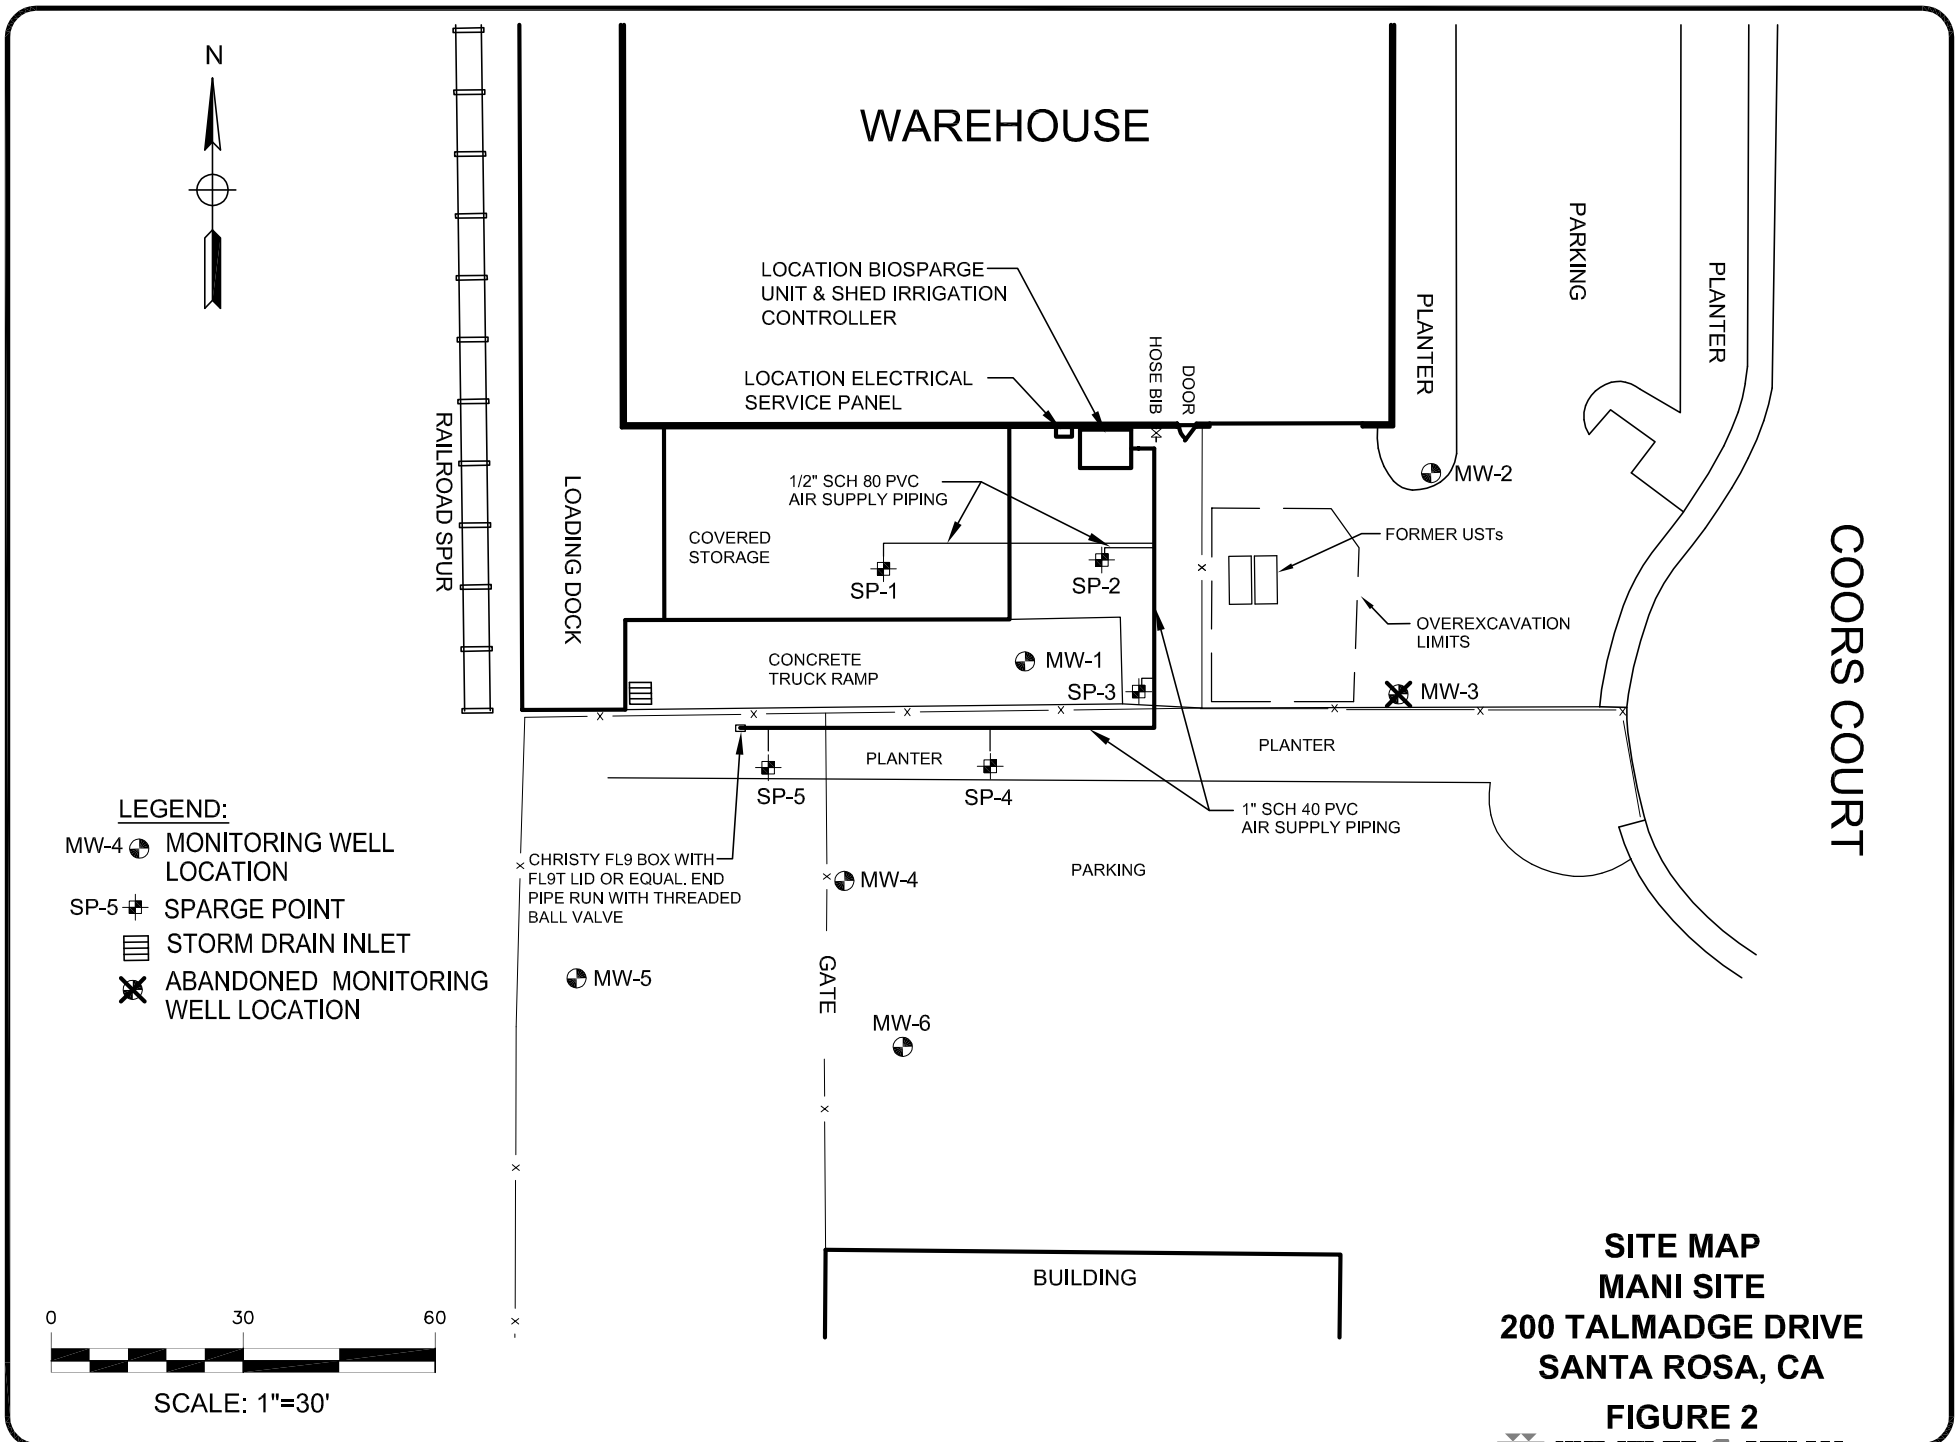 N
WAREHOUSE
LOCATION BIOSPARGE
UNIT & SHED IRRIGATION
CONTROLLER
LOCATION ELECTRICAL
SERVICE PANEL
HOSE BIB
DOOR
PLANTER
PARKING
PLANTER
RAILROAD SPUR
LOADING DOCK
1/2" SCH 80 PVC
AIR SUPPLY PIPING
COVERED
STORAGE
SP-1
SP-2
MW-2
FORMER USTs
OVEREXCAVATION
LIMITS
COORS COURT
CONCRETE
TRUCK RAMP
MW-1
SP-3
MW-3
PLANTER
PLANTER
SP-5
SP-4
1" SCH 40 PVC
AIR SUPPLY PIPING
CHRISTY FL9 BOX WITH
FL9T LID OR EQUAL. END
PIPE RUN WITH THREADED
BALL VALVE
PARKING
MW-4
MW-5
GATE
MW-6
LEGEND:
MW-4 MONITORING WELL
LOCATION
SP-5 SPARGE POINT
STORM DRAIN INLET
ABANDONED MONITORING
WELL LOCATION
BUILDING
0 30 60
SCALE: 1"=30'
SITE MAP
MANI SITE
200 TALMADGE DRIVE
SANTA ROSA, CA
FIGURE 2